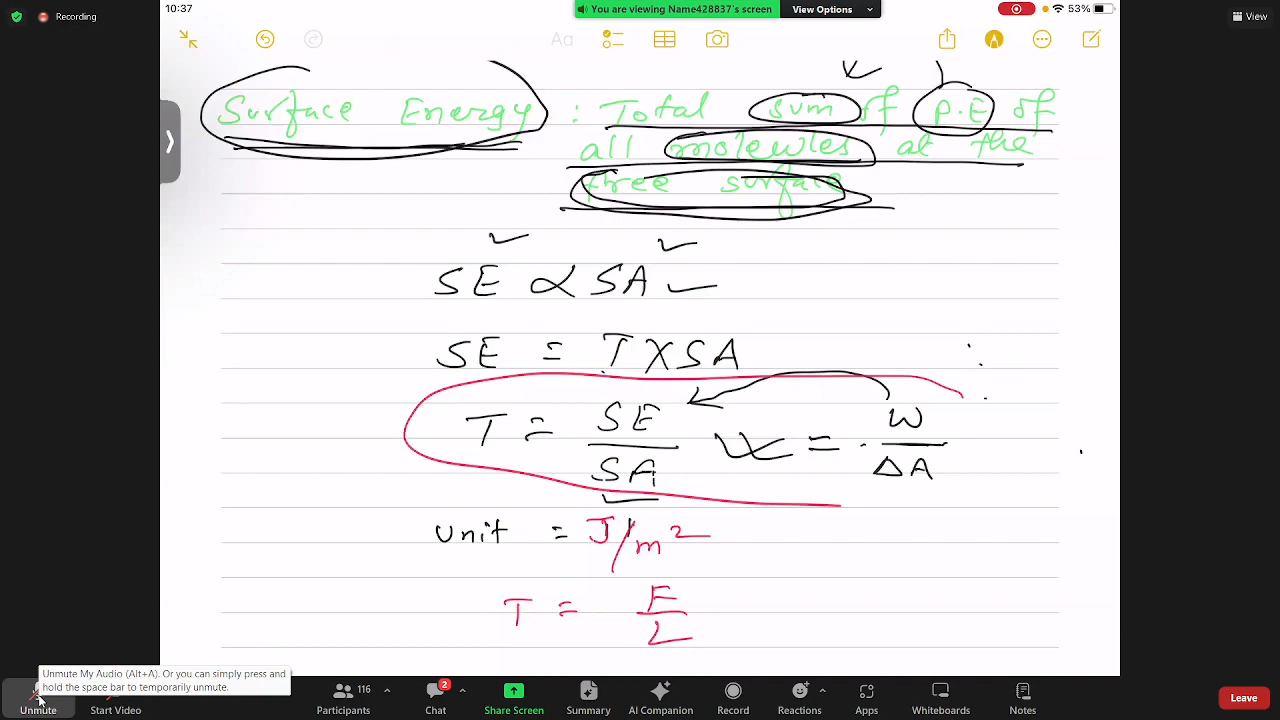 10:37
You are viewing Name428837's screen
View Options
53%
Recording
View
Aa
Surface Energy : Total sum of P.E of
all molecules at the
free surface
SE ∝ SA
SE = T X SA
T = SE/SA = W/ΔA
Unit = J/m²
T = F/L
Unmute My Audio (Alt+A). Or you can simply press and
hold the space bar to temporarily unmute.
116
2
Unmute
Start Video
Participants
Chat
Share Screen
Summary
AI Companion
Record
Reactions
Apps
Whiteboards
Notes
Leave